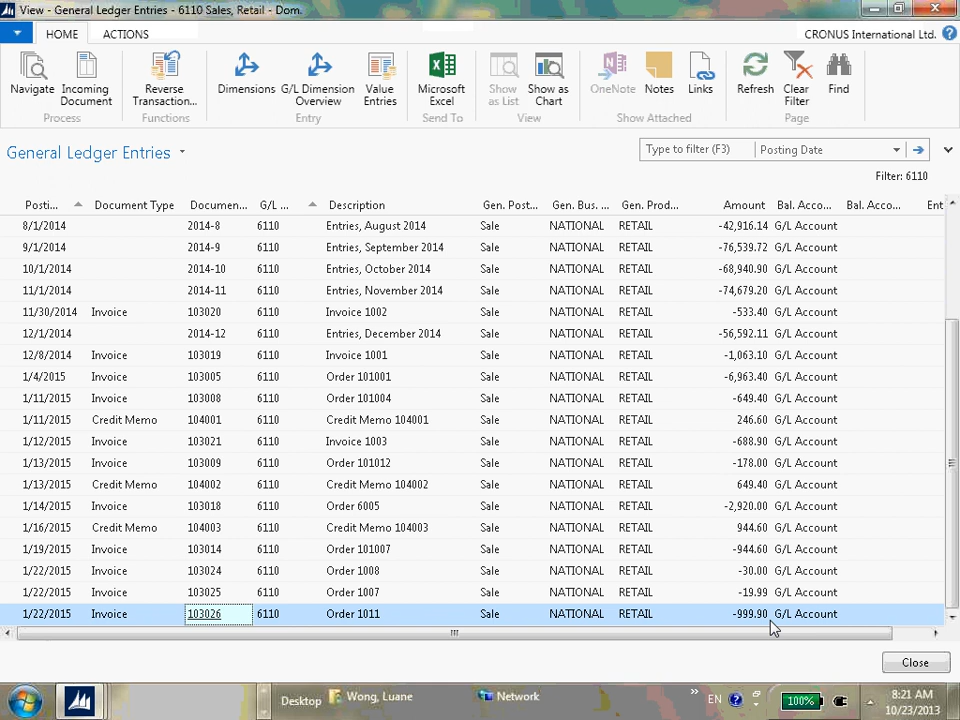 View - General Ledger Entries - 6110 Sales, Retail - Dom.
HOME ACTIONS CRONUS International Ltd.
Navigate Incoming Document Reverse Transaction... Dimensions G/L Dimension Overview Value Entries Microsoft Excel Show as List Show as Chart OneNote Notes Links Refresh Clear Filter Find
Process Functions Entry Send To View Show Attached Page
General Ledger Entries Type to filter (F3) Posting Date
Filter: 6110
Posti... Document Type Documen... G/L ... Description Gen. Post... Gen. Bus. ... Gen. Prod... Amount Bal. Acco... Bal. Acco... Ent
8/1/2014 2014-8 6110 Entries, August 2014 Sale NATIONAL RETAIL -42,916.14 G/L Account
9/1/2014 2014-9 6110 Entries, September 2014 Sale NATIONAL RETAIL -76,539.72 G/L Account
10/1/2014 2014-10 6110 Entries, October 2014 Sale NATIONAL RETAIL -68,940.90 G/L Account
11/1/2014 2014-11 6110 Entries, November 2014 Sale NATIONAL RETAIL -74,679.20 G/L Account
11/30/2014 Invoice 103020 6110 Invoice 1002 Sale NATIONAL RETAIL -533.40 G/L Account
12/1/2014 2014-12 6110 Entries, December 2014 Sale NATIONAL RETAIL -56,592.11 G/L Account
12/8/2014 Invoice 103019 6110 Invoice 1001 Sale NATIONAL RETAIL -1,063.10 G/L Account
1/4/2015 Invoice 103005 6110 Order 101001 Sale NATIONAL RETAIL -6,963.40 G/L Account
1/11/2015 Invoice 103008 6110 Order 101004 Sale NATIONAL RETAIL -649.40 G/L Account
1/11/2015 Credit Memo 104001 6110 Credit Memo 104001 Sale NATIONAL RETAIL 246.60 G/L Account
1/12/2015 Invoice 103021 6110 Invoice 1003 Sale NATIONAL RETAIL -688.90 G/L Account
1/13/2015 Invoice 103009 6110 Order 101012 Sale NATIONAL RETAIL -178.00 G/L Account
1/13/2015 Credit Memo 104002 6110 Credit Memo 104002 Sale NATIONAL RETAIL 649.40 G/L Account
1/14/2015 Invoice 103018 6110 Order 6005 Sale NATIONAL RETAIL -2,920.00 G/L Account
1/16/2015 Credit Memo 104003 6110 Credit Memo 104003 Sale NATIONAL RETAIL 944.60 G/L Account
1/19/2015 Invoice 103014 6110 Order 101007 Sale NATIONAL RETAIL -944.60 G/L Account
1/22/2015 Invoice 103024 6110 Order 1008 Sale NATIONAL RETAIL -30.00 G/L Account
1/22/2015 Invoice 103025 6110 Order 1007 Sale NATIONAL RETAIL -19.99 G/L Account
1/22/2015 Invoice 103026 6110 Order 1011 Sale NATIONAL RETAIL -999.90 G/L Account
Close
Desktop Wong, Luane Network » EN 100% 8:21 AM
10/23/2013